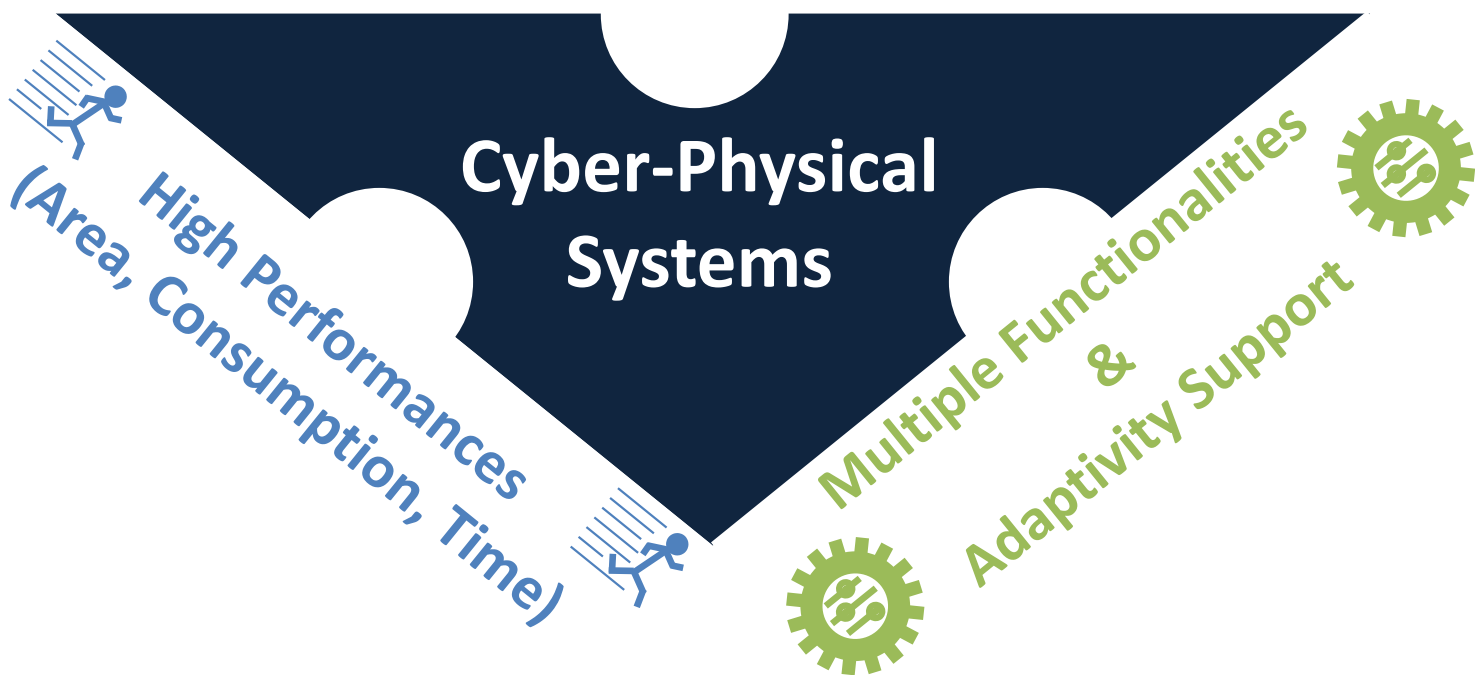 Cyber-Physical
Systems
High Performances
(Area, Consumption, Time)
Multiple Functionalities
&
Adaptivity Support